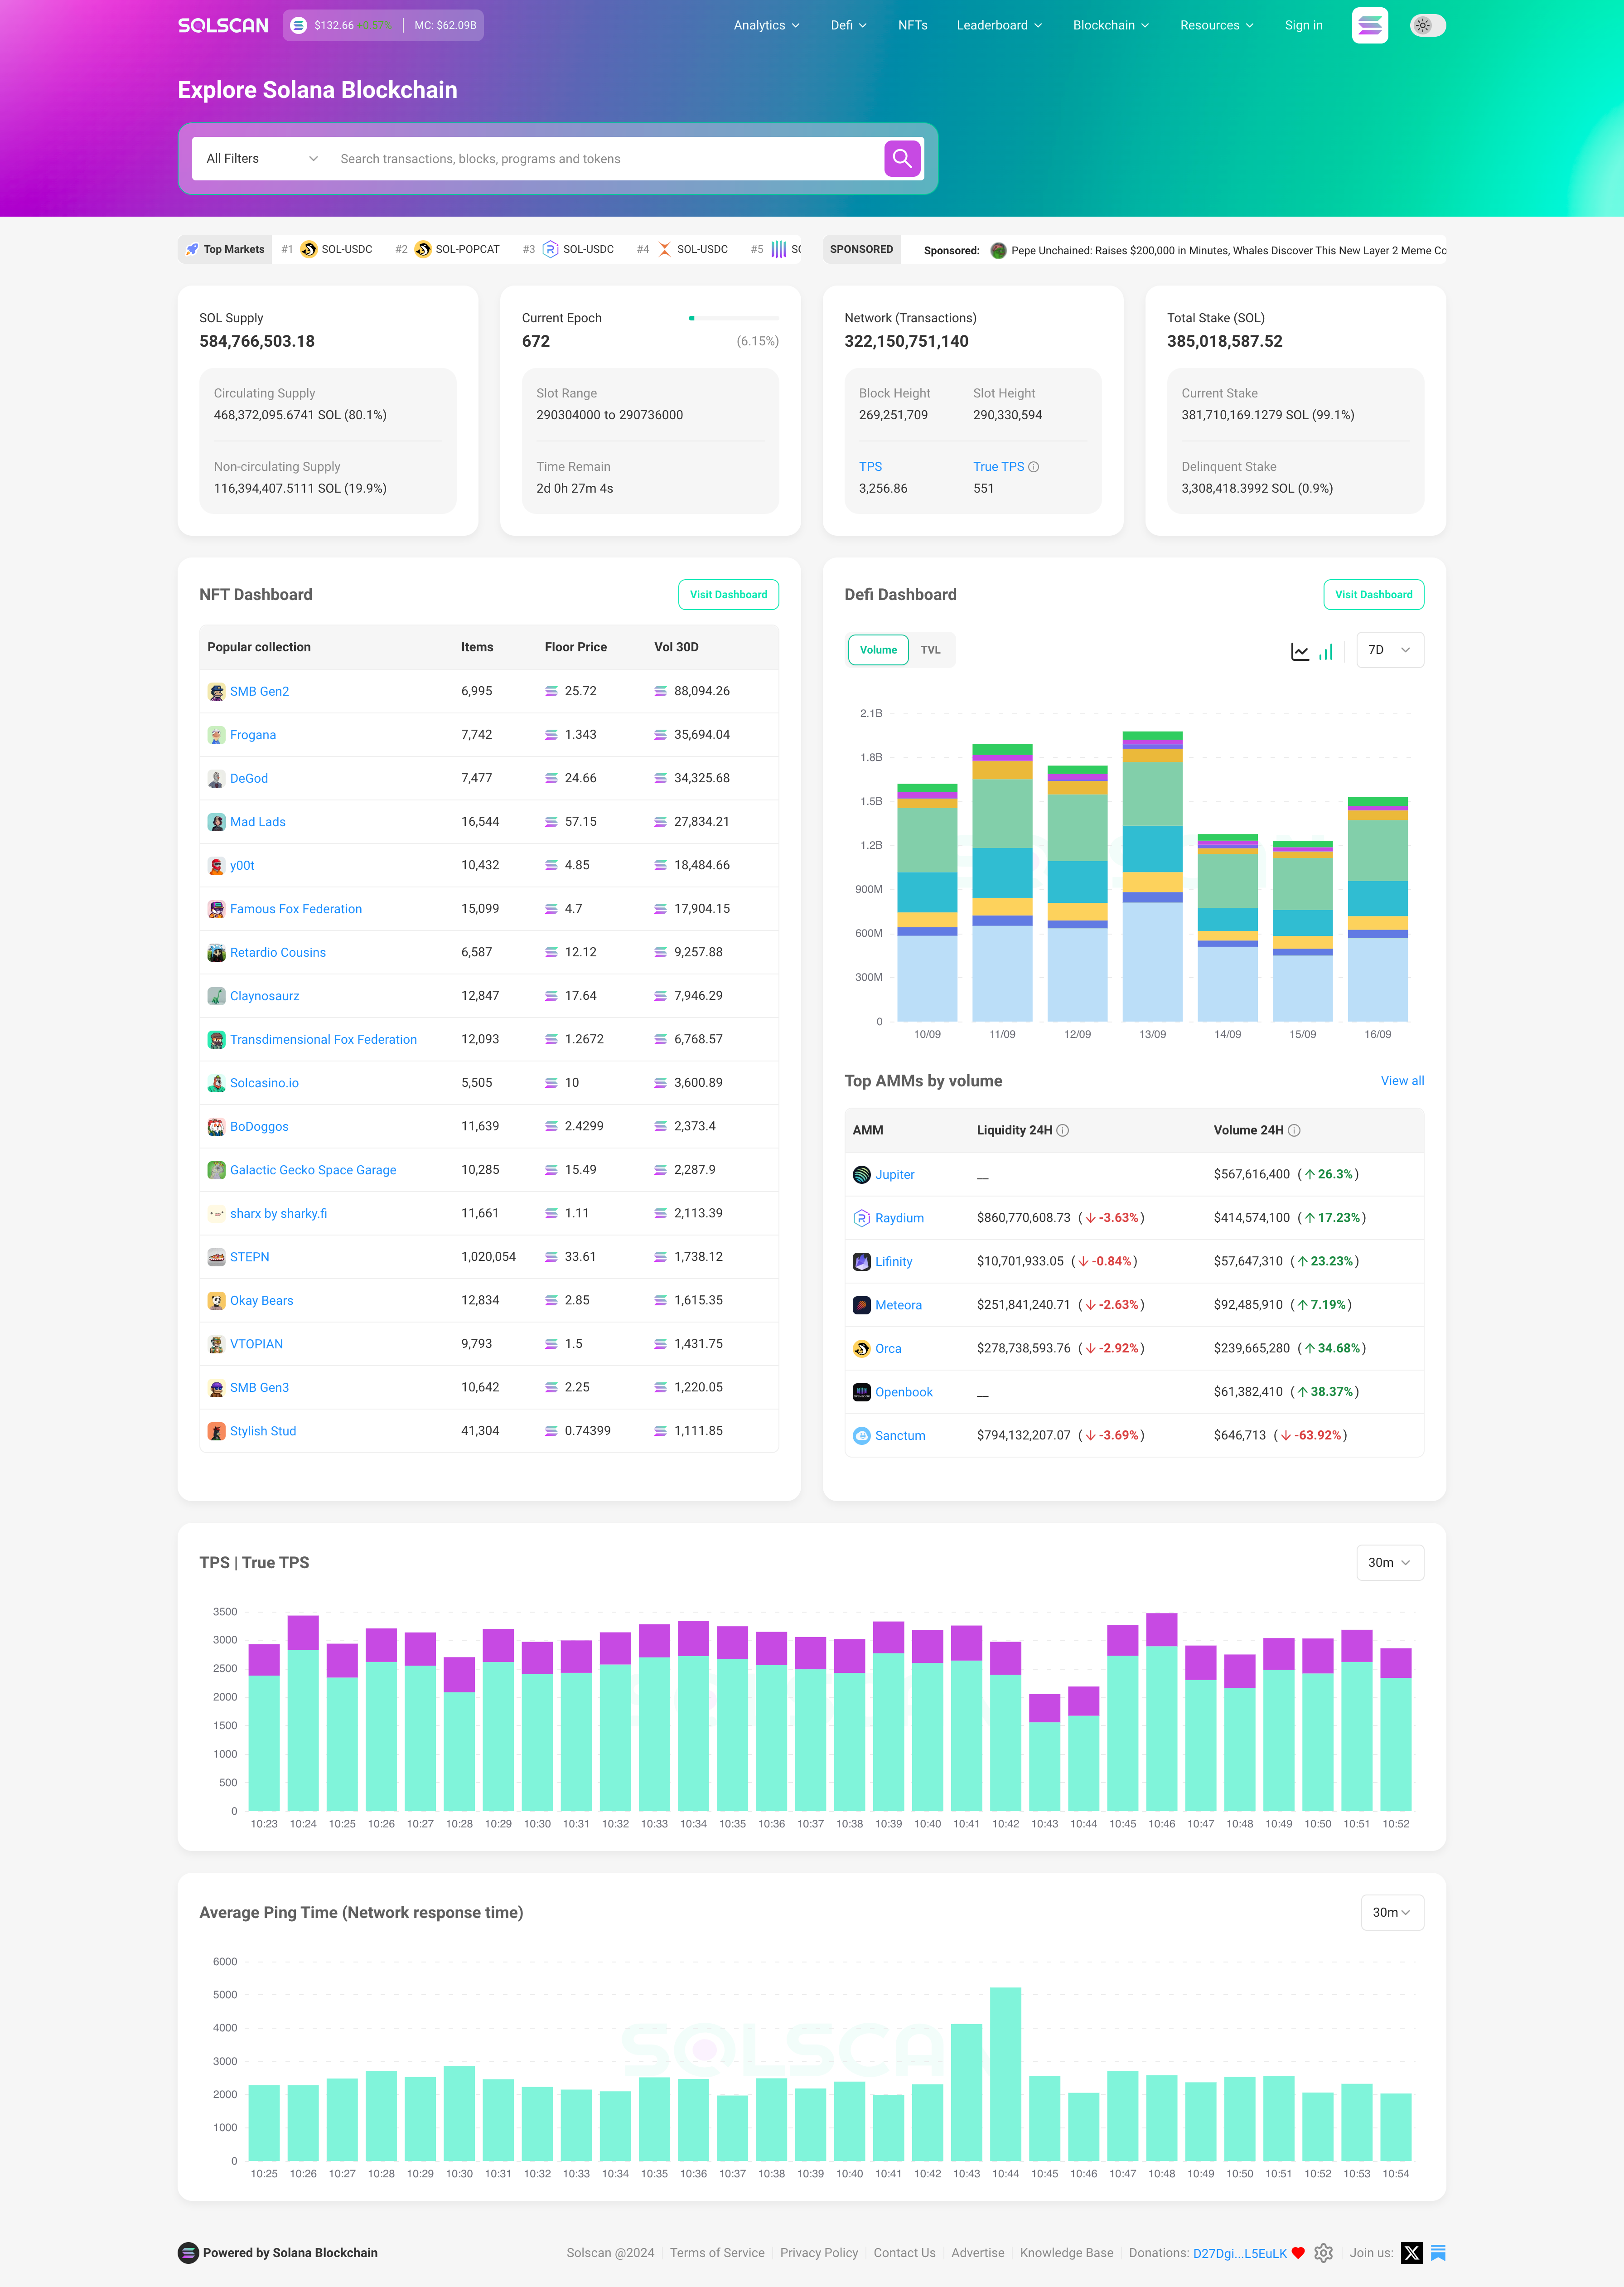 SOLSCAN
$132.66 MC: $62.09B
Analytics Defi NFTs Leaderboard Blockchain Resources Sign in
Explore Solana Blockchain
All Filters Search transactions, blocks, programs and tokens
Top Markets #1 SOL-USDC #2 SOL-POPCAT #3 SOL-USDC #4 SOL-USDC #5
SPONSORED Sponsored: Pepe Unchained: Raises $200,000 in Minutes, Whales Discover This New Layer 2 Meme Co
SOL Supply
584,766,503.18
Circulating Supply
468,372,095.6741 SOL (80.1%)
Non-circulating Supply
116,394,407.5111 SOL (19.9%)
Current Epoch
672 (6.15%)
Slot Range
290304000 to 290736000
Time Remain
2d 0h 27m 4s
Network (Transactions)
322,150,751,140
Block Height Slot Height
269,251,709 290,330,594
TPS True TPS
3,256.86 551
Total Stake (SOL)
385,018,587.52
Current Stake
381,710,169.1279 SOL (99.1%)
Delinquent Stake
3,308,418.3992 SOL (0.9%)
NFT Dashboard Visit Dashboard
Popular collection Items Floor Price Vol 30D
SMB Gen2 6,995 25.72 88,094.26
Frogana 7,742 1.343 35,694.04
DeGod 7,477 24.66 34,325.68
Mad Lads 16,544 57.15 27,834.21
y00t 10,432 4.85 18,484.66
Famous Fox Federation 15,099 4.7 17,904.15
Retardio Cousins 6,587 12.12 9,257.88
Claynosaurz 12,847 17.64 7,946.29
Transdimensional Fox Federation 12,093 1.2672 6,768.57
Solcasino.io 5,505 10 3,600.89
BoDoggos 11,639 2.4299 2,373.4
Galactic Gecko Space Garage 10,285 15.49 2,287.9
sharx by sharky.fi 11,661 1.11 2,113.39
STEPN 1,020,054 33.61 1,738.12
Okay Bears 12,834 2.85 1,615.35
VTOPIAN 9,793 1.5 1,431.75
SMB Gen3 10,642 2.25 1,220.05
Stylish Stud 41,304 0.74399 1,111.85
Defi Dashboard Visit Dashboard
Volume TVL 7D
2.1B
1.8B
1.5B
1.2B
900M
600M
300M
0
10/09 11/09 12/09 13/09 14/09 15/09 16/09
Top AMMs by volume View all
AMM Liquidity 24H Volume 24H
Jupiter __ $567,616,400 (↑ 26.3%)
Raydium $860,770,608.73 (↓ -3.63%) $414,574,100 (↑ 17.23%)
Lifinity $10,701,933.05 (↓ -0.84%) $57,647,310 (↑ 23.23%)
Meteora $251,841,240.71 (↓ -2.63%) $92,485,910 (↑ 7.19%)
Orca $278,738,593.76 (↓ -2.92%) $239,665,280 (↑ 34.68%)
Openbook __ $61,382,410 (↑ 38.37%)
Sanctum $794,132,207.07 (↓ -3.69%) $646,713 (↓ -63.92%)
TPS | True TPS 30m
3500
3000
2500
2000
1500
1000
500
0
10:23 10:24 10:25 10:26 10:27 10:28 10:29 10:30 10:31 10:32 10:33 10:34 10:35 10:36 10:37 10:38 10:39 10:40 10:41 10:42 10:43 10:44 10:45 10:46 10:47 10:48 10:49 10:50 10:51 10:52
Average Ping Time (Network response time) 30m
6000
5000
4000
3000
2000
1000
0
SOLSCA
10:25 10:26 10:27 10:28 10:29 10:30 10:31 10:32 10:33 10:34 10:35 10:36 10:37 10:38 10:39 10:40 10:41 10:42 10:43 10:44 10:45 10:46 10:47 10:48 10:49 10:50 10:51 10:52 10:53 10:54
Powered by Solana Blockchain
Solscan @2024 Terms of Service Privacy Policy Contact Us Advertise Knowledge Base Donations: D27Dgi...L5EuLK Join us: